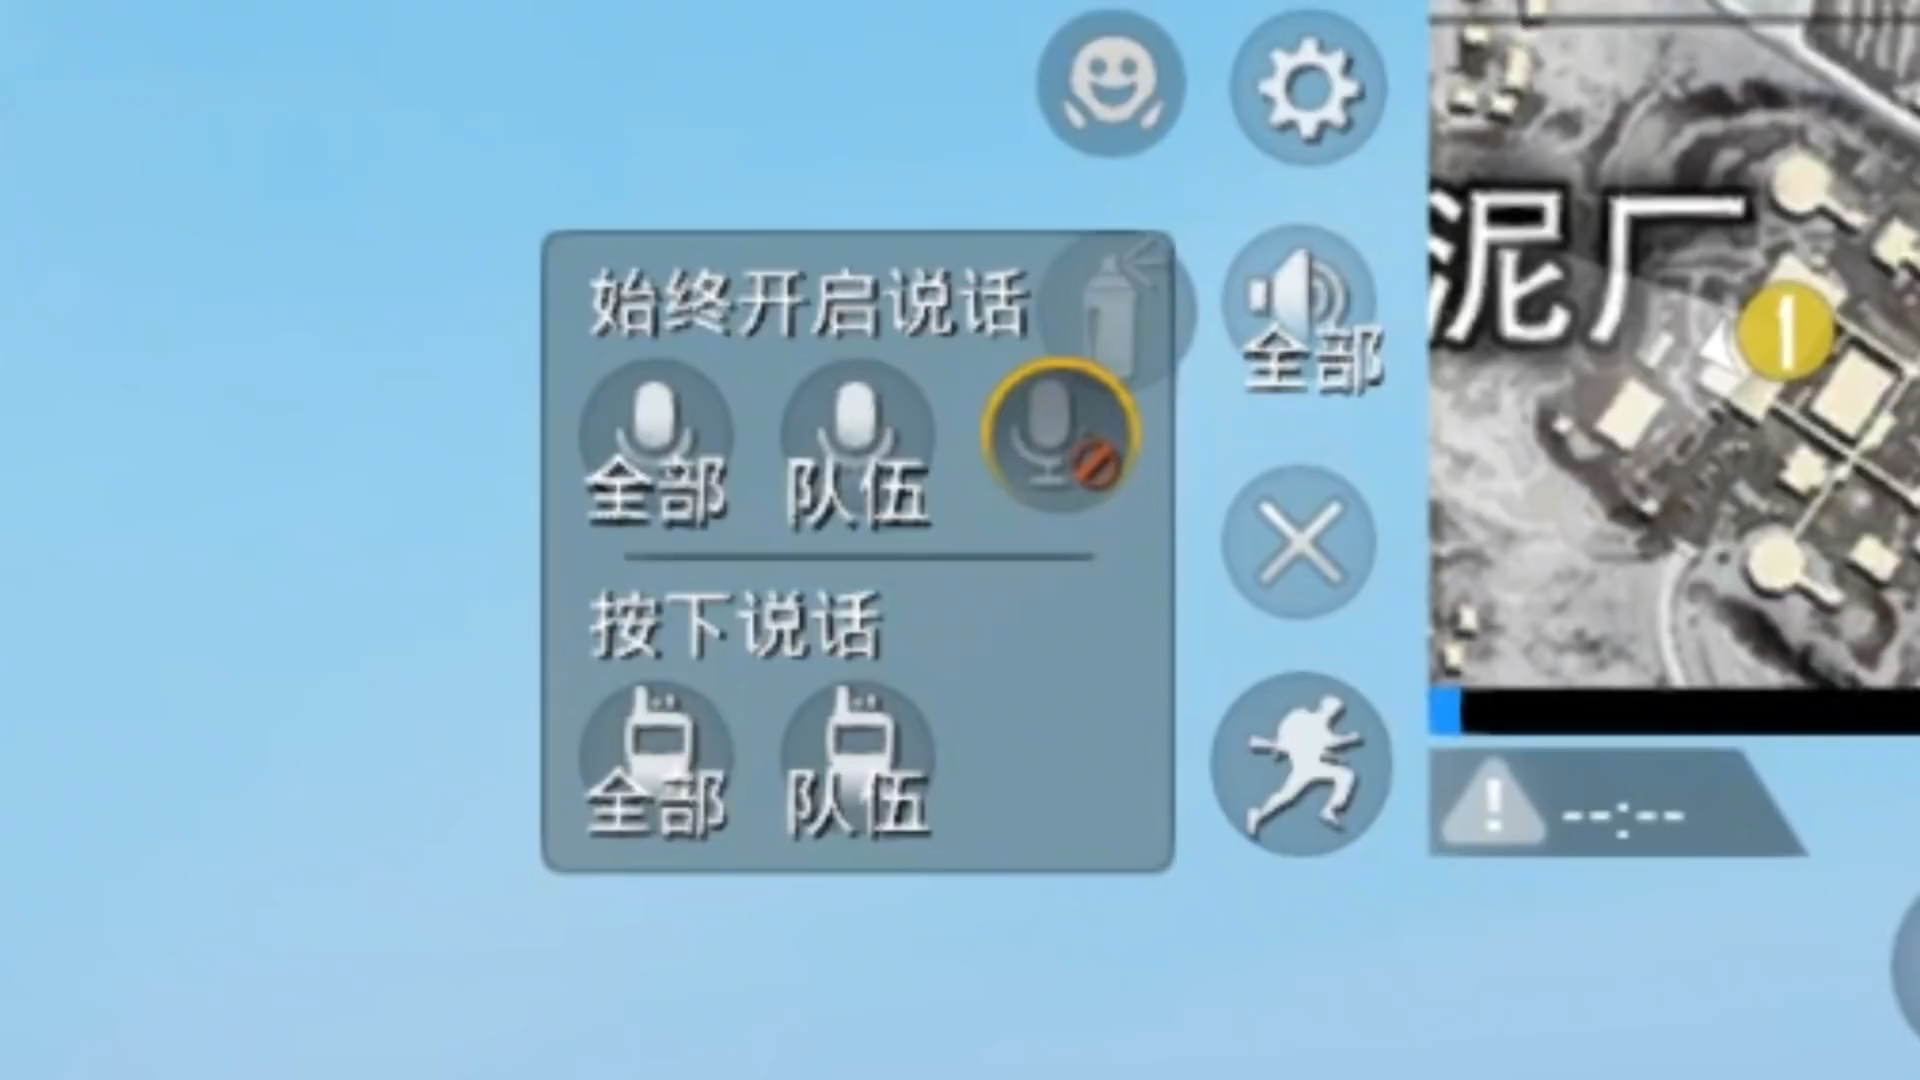 始终开启说话
全部 队伍
按下说话
全部 队伍
全部
泥厂
1
--:--